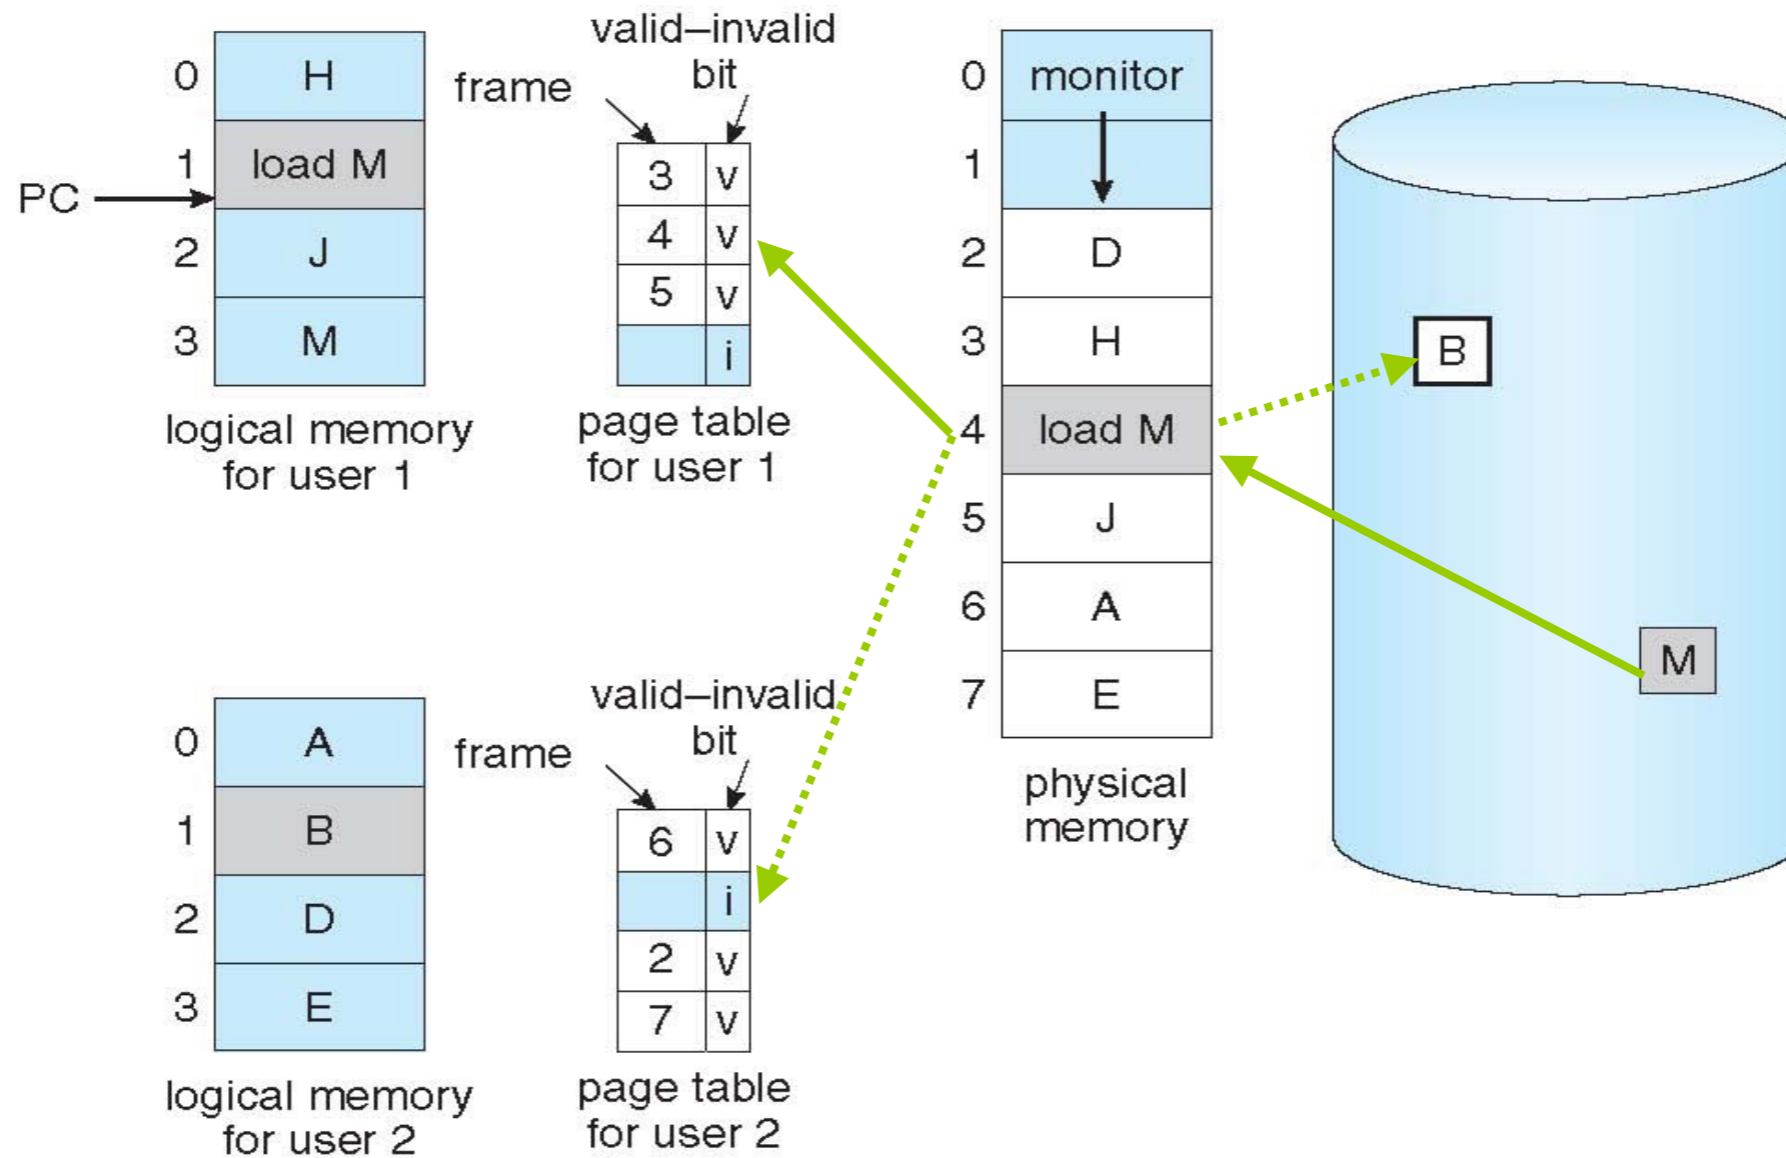 0 H
1 load M
PC
2 J
3 M
logical memory
for user 1
valid–invalid
bit
frame
3 v
4 v
5 v
i
page table
for user 1
0 monitor
1
2 D
3 H
4 load M
5 J
6 A
7 E
physical
memory
B
M
0 A
1 B
2 D
3 E
logical memory
for user 2
valid–invalid
bit
frame
6 v
i
2 v
7 v
page table
for user 2